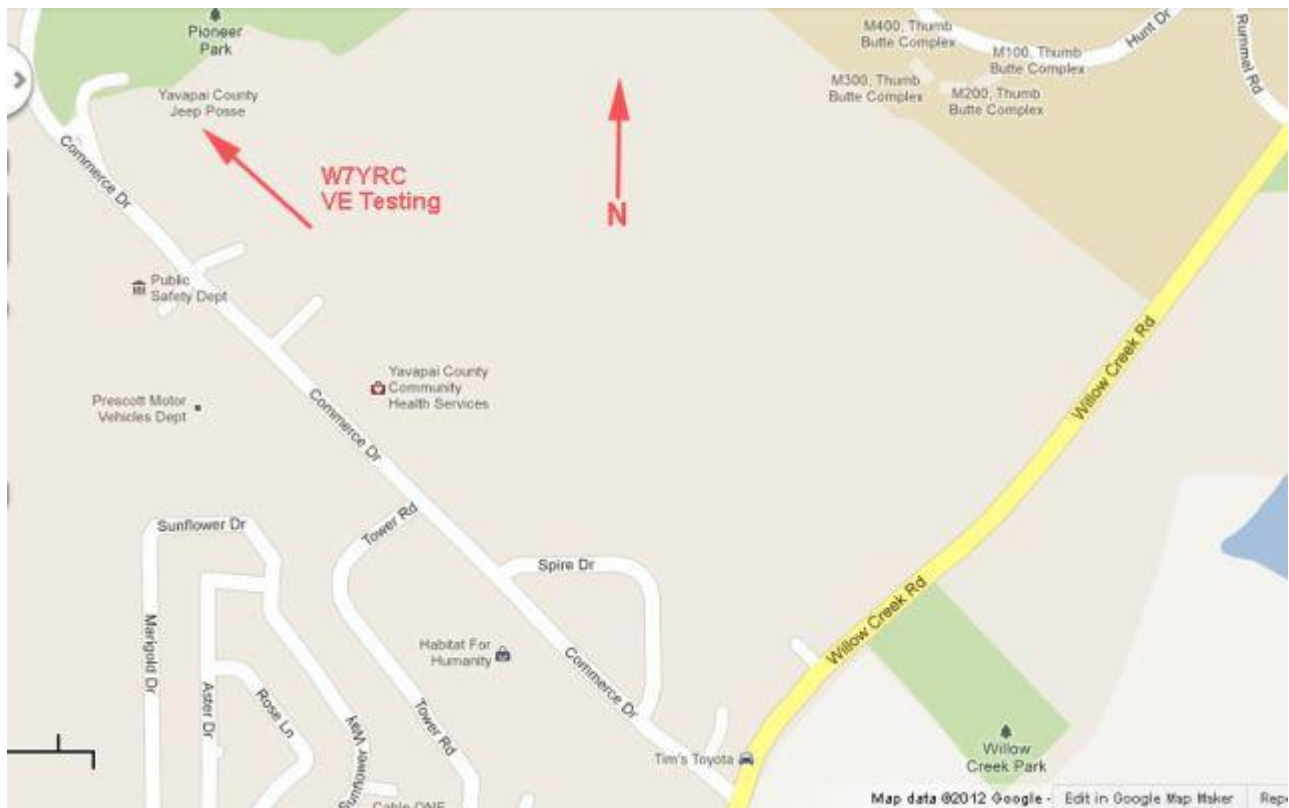 Pioneer
Park
M400, Thumb
Butte Complex
Hunt Dr
Rummel Rd
M100, Thumb
Butte Complex
M300, Thumb
Butte Complex
M200, Thumb
Butte Complex
Yavapai County
Jeep Posse
Commerce Dr
W7YRC
VE Testing
N
Public
Safety Dept
Willow Creek Rd
Yavapai County
Community
Health Services
Prescott Motor
Vehicles Dept
Commerce Dr
Sunflower Dr
Tower Rd
Spire Dr
Willow Creek Rd
Marigold Dr
Habitat For
Humanity
Commerce Dr
Aster Dr
Rose Ln
Tower Rd
Sunflower Way
Tim's Toyota
Willow
Creek Park
Cable ONE
Map data ©2012 Google -
Edit in Google Map Maker